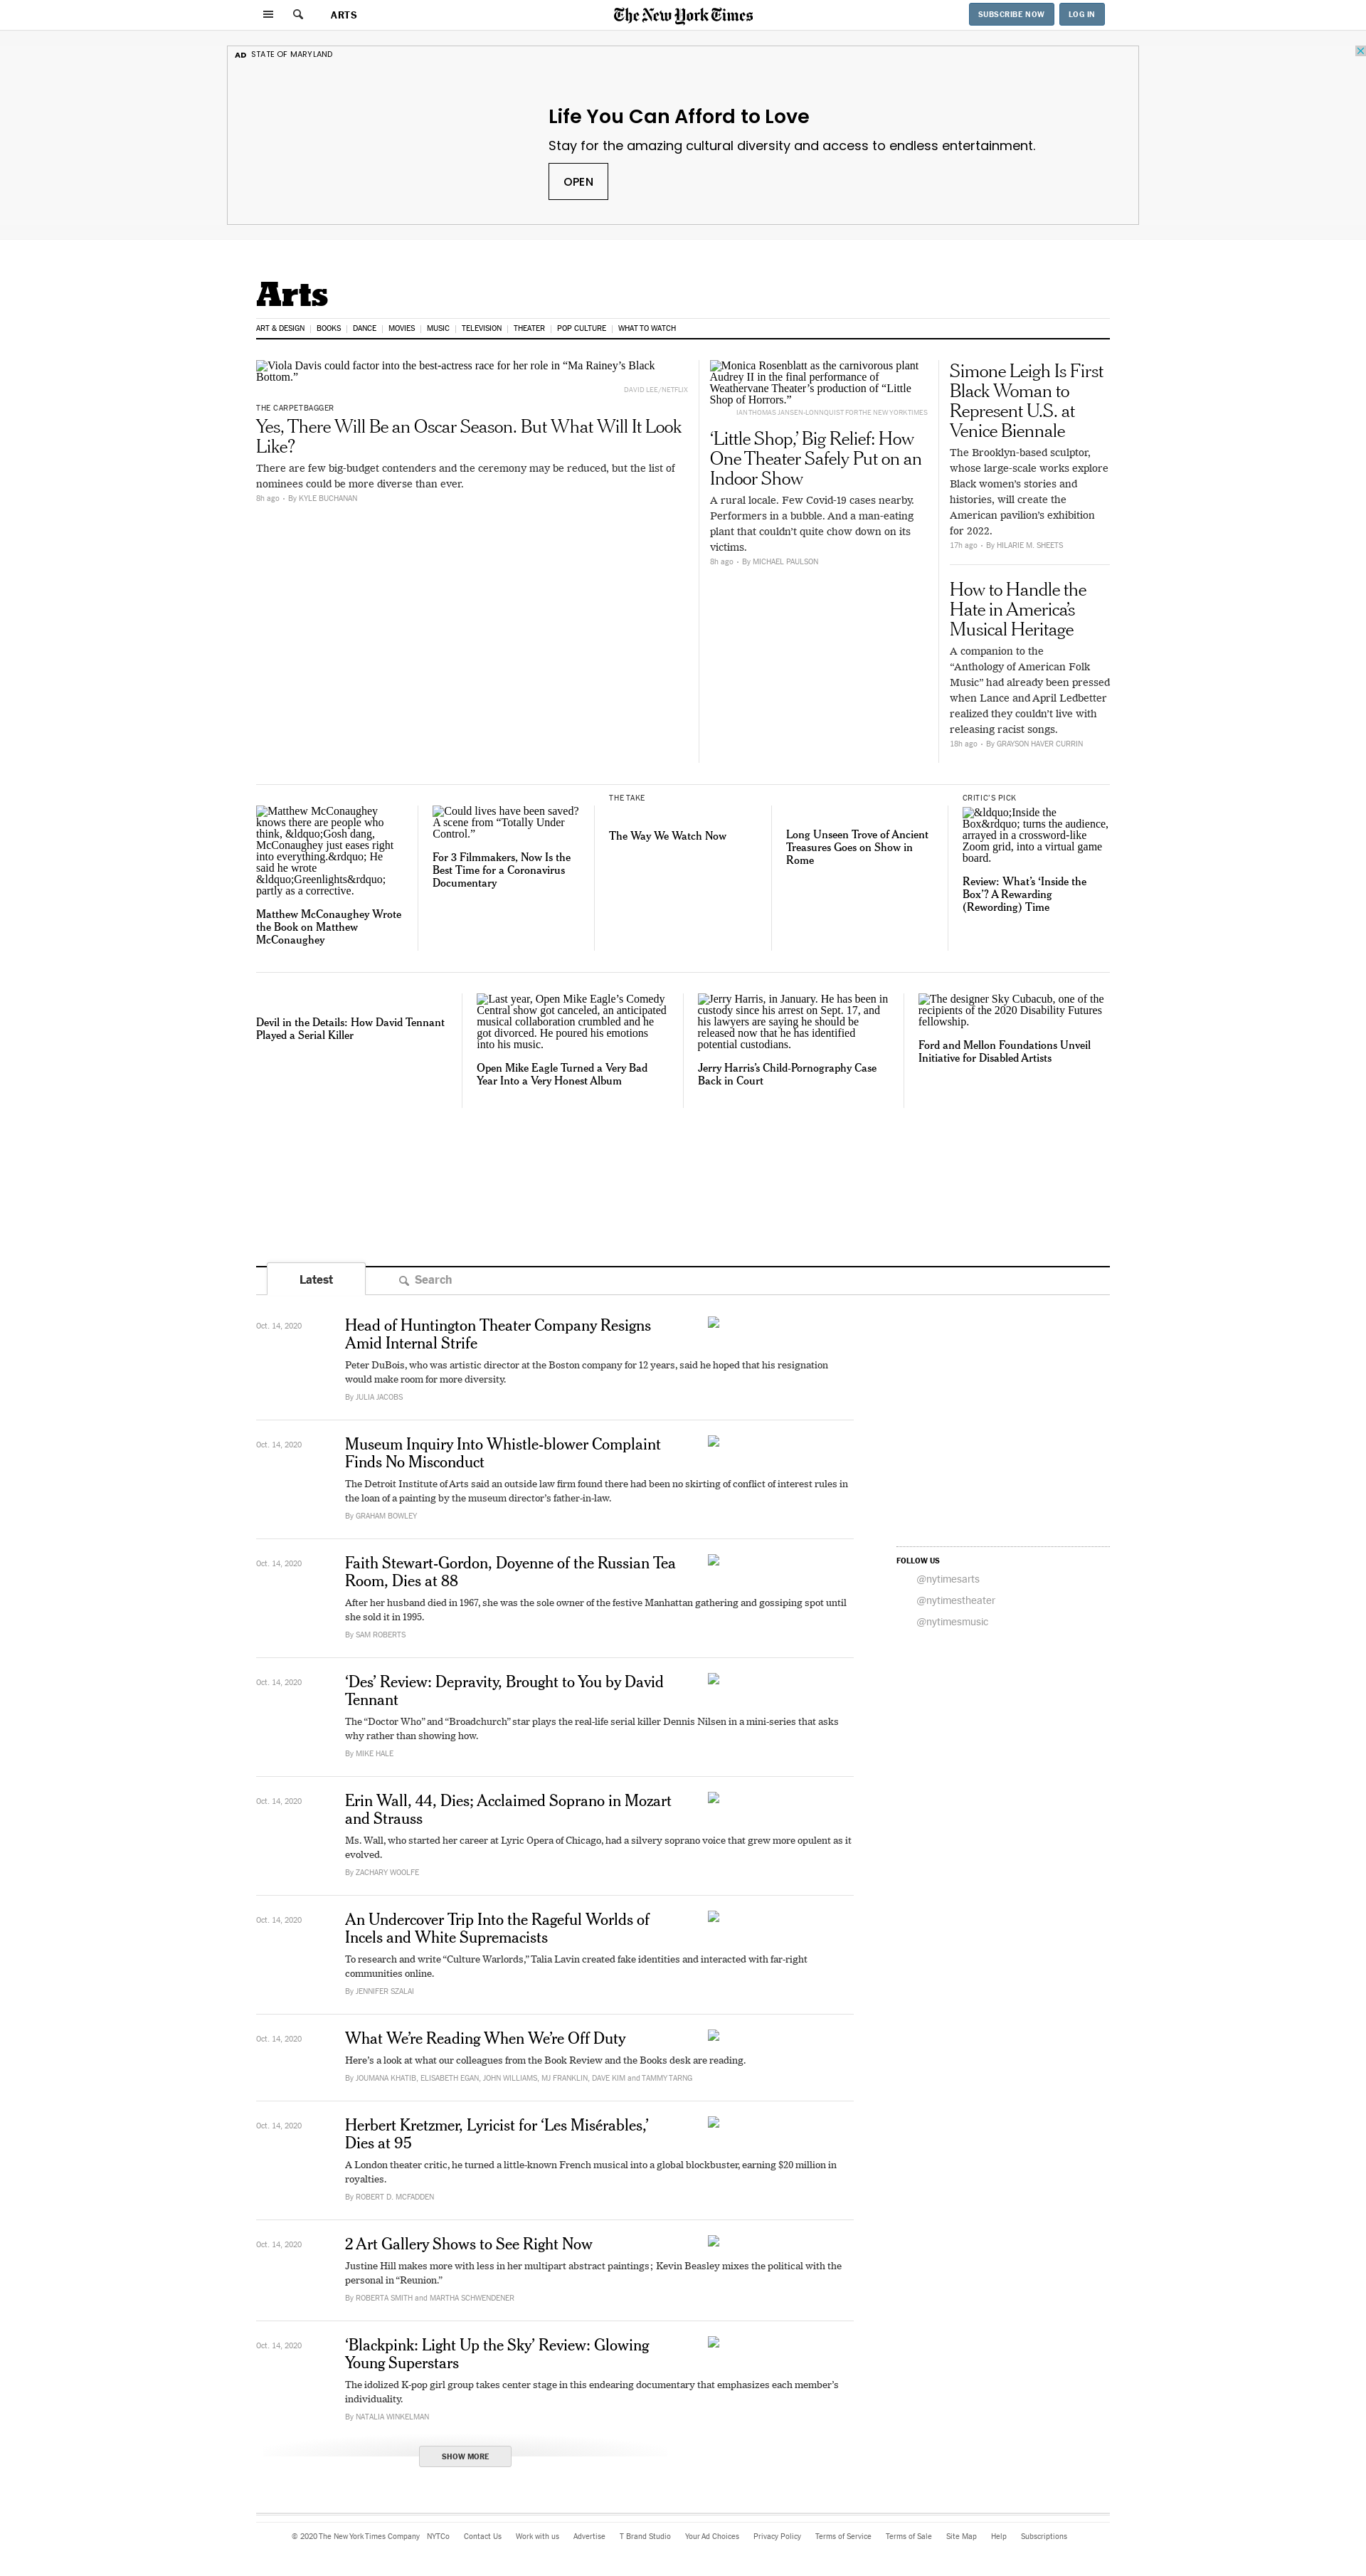 ARTS
The New York Times
SUBSCRIBE NOW
LOG IN
AD STATE OF MARYLAND
Life You Can Afford to Love
Stay for the amazing cultural diversity and access to endless entertainment.
OPEN
Arts
ART & DESIGN
BOOKS
DANCE
MOVIES
MUSIC
TELEVISION
THEATER
POP CULTURE
WHAT TO WATCH
Viola Davis could factor into the best-actress race for her role in “Ma Rainey’s Black
Bottom.”
DAVID LEE/NETFLIX
THE CARPETBAGGER
Yes, There Will Be an Oscar Season. But What Will It Look
Like?
There are few big-budget contenders and the ceremony may be reduced, but the list of
nominees could be more diverse than ever.
8h ago • By KYLE BUCHANAN
Monica Rosenblatt as the carnivorous plant
Audrey II in the final performance of
Weathervane Theater’s production of “Little
Shop of Horrors.”
IAN THOMAS JANSEN-LONNQUIST FOR THE NEW YORK TIMES
‘Little Shop,’ Big Relief: How
One Theater Safely Put on an
Indoor Show
A rural locale. Few Covid-19 cases nearby.
Performers in a bubble. And a man-eating
plant that couldn’t quite chow down on its
victims.
8h ago • By MICHAEL PAULSON
Simone Leigh Is First
Black Woman to
Represent U.S. at
Venice Biennale
The Brooklyn-based sculptor,
whose large-scale works explore
Black women’s stories and
histories, will create the
American pavilion’s exhibition
for 2022.
17h ago • By HILARIE M. SHEETS
How to Handle the
Hate in America’s
Musical Heritage
A companion to the
“Anthology of American Folk
Music” had already been pressed
when Lance and April Ledbetter
realized they couldn’t live with
releasing racist songs.
18h ago • By GRAYSON HAVER CURRIN
Matthew McConaughey
knows there are people who
think, &ldquo;Gosh dang,
McConaughey just eases right
into everything.&rdquo; He
said he wrote
&ldquo;Greenlights&rdquo;
partly as a corrective.
Matthew McConaughey Wrote
the Book on Matthew
McConaughey
Could lives have been saved?
A scene from “Totally Under
Control.”
For 3 Filmmakers, Now Is the
Best Time for a Coronavirus
Documentary
THE TAKE
The Way We Watch Now
Long Unseen Trove of Ancient
Treasures Goes on Show in
Rome
CRITIC’S PICK
&ldquo;Inside the
Box&rdquo; turns the audience,
arrayed in a crossword-like
Zoom grid, into a virtual game
board.
Review: What’s ‘Inside the
Box’? A Rewarding
(Rewording) Time
Devil in the Details: How David Tennant
Played a Serial Killer
Last year, Open Mike Eagle’s Comedy
Central show got canceled, an anticipated
musical collaboration crumbled and he
got divorced. He poured his emotions
into his music.
Open Mike Eagle Turned a Very Bad
Year Into a Very Honest Album
Jerry Harris, in January. He has been in
custody since his arrest on Sept. 17, and
his lawyers are saying he should be
released now that he has identified
potential custodians.
Jerry Harris’s Child-Pornography Case
Back in Court
The designer Sky Cubacub, one of the
recipients of the 2020 Disability Futures
fellowship.
Ford and Mellon Foundations Unveil
Initiative for Disabled Artists
Latest
Search
Oct. 14, 2020
Head of Huntington Theater Company Resigns
Amid Internal Strife
Peter DuBois, who was artistic director at the Boston company for 12 years, said he hoped that his resignation
would make room for more diversity.
By JULIA JACOBS
Oct. 14, 2020
Museum Inquiry Into Whistle-blower Complaint
Finds No Misconduct
The Detroit Institute of Arts said an outside law firm found there had been no skirting of conflict of interest rules in
the loan of a painting by the museum director’s father-in-law.
By GRAHAM BOWLEY
Oct. 14, 2020
Faith Stewart-Gordon, Doyenne of the Russian Tea
Room, Dies at 88
After her husband died in 1967, she was the sole owner of the festive Manhattan gathering and gossiping spot until
she sold it in 1995.
By SAM ROBERTS
FOLLOW US
@nytimesarts
@nytimestheater
@nytimesmusic
Oct. 14, 2020
‘Des’ Review: Depravity, Brought to You by David
Tennant
The “Doctor Who” and “Broadchurch” star plays the real-life serial killer Dennis Nilsen in a mini-series that asks
why rather than showing how.
By MIKE HALE
Oct. 14, 2020
Erin Wall, 44, Dies; Acclaimed Soprano in Mozart
and Strauss
Ms. Wall, who started her career at Lyric Opera of Chicago, had a silvery soprano voice that grew more opulent as it
evolved.
By ZACHARY WOOLFE
Oct. 14, 2020
An Undercover Trip Into the Rageful Worlds of
Incels and White Supremacists
To research and write “Culture Warlords,” Talia Lavin created fake identities and interacted with far-right
communities online.
By JENNIFER SZALAI
Oct. 14, 2020
What We’re Reading When We’re Off Duty
Here’s a look at what our colleagues from the Book Review and the Books desk are reading.
By JOUMANA KHATIB, ELISABETH EGAN, JOHN WILLIAMS, MJ FRANKLIN, DAVE KIM and TAMMY TARNG
Oct. 14, 2020
Herbert Kretzmer, Lyricist for ‘Les Misérables,’
Dies at 95
A London theater critic, he turned a little-known French musical into a global blockbuster, earning $20 million in
royalties.
By ROBERT D. MCFADDEN
Oct. 14, 2020
2 Art Gallery Shows to See Right Now
Justine Hill makes more with less in her multipart abstract paintings; Kevin Beasley mixes the political with the
personal in “Reunion.”
By ROBERTA SMITH and MARTHA SCHWENDENER
Oct. 14, 2020
‘Blackpink: Light Up the Sky’ Review: Glowing
Young Superstars
The idolized K-pop girl group takes center stage in this endearing documentary that emphasizes each member’s
individuality.
By NATALIA WINKELMAN
SHOW MORE
© 2020 The New York Times Company NYTCo Contact Us Work with us Advertise T Brand Studio Your Ad Choices Privacy Policy Terms of Service Terms of Sale Site Map Help Subscriptions